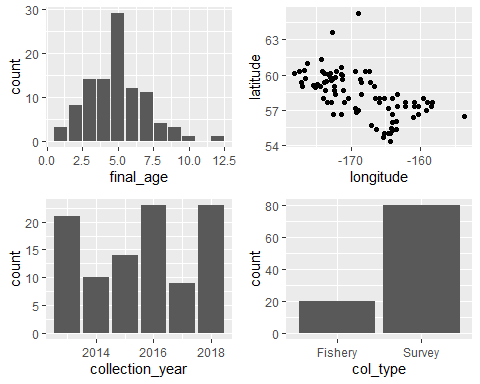 30
20
10
0
count
0.0 2.5 5.0 7.5 10.0 12.5
final_age
63
60
57
54
latitude
-170 -160
longitude
20
15
10
5
0
count
2014 2016 2018
collection_year
80
60
40
20
0
count
Fishery Survey
col_type